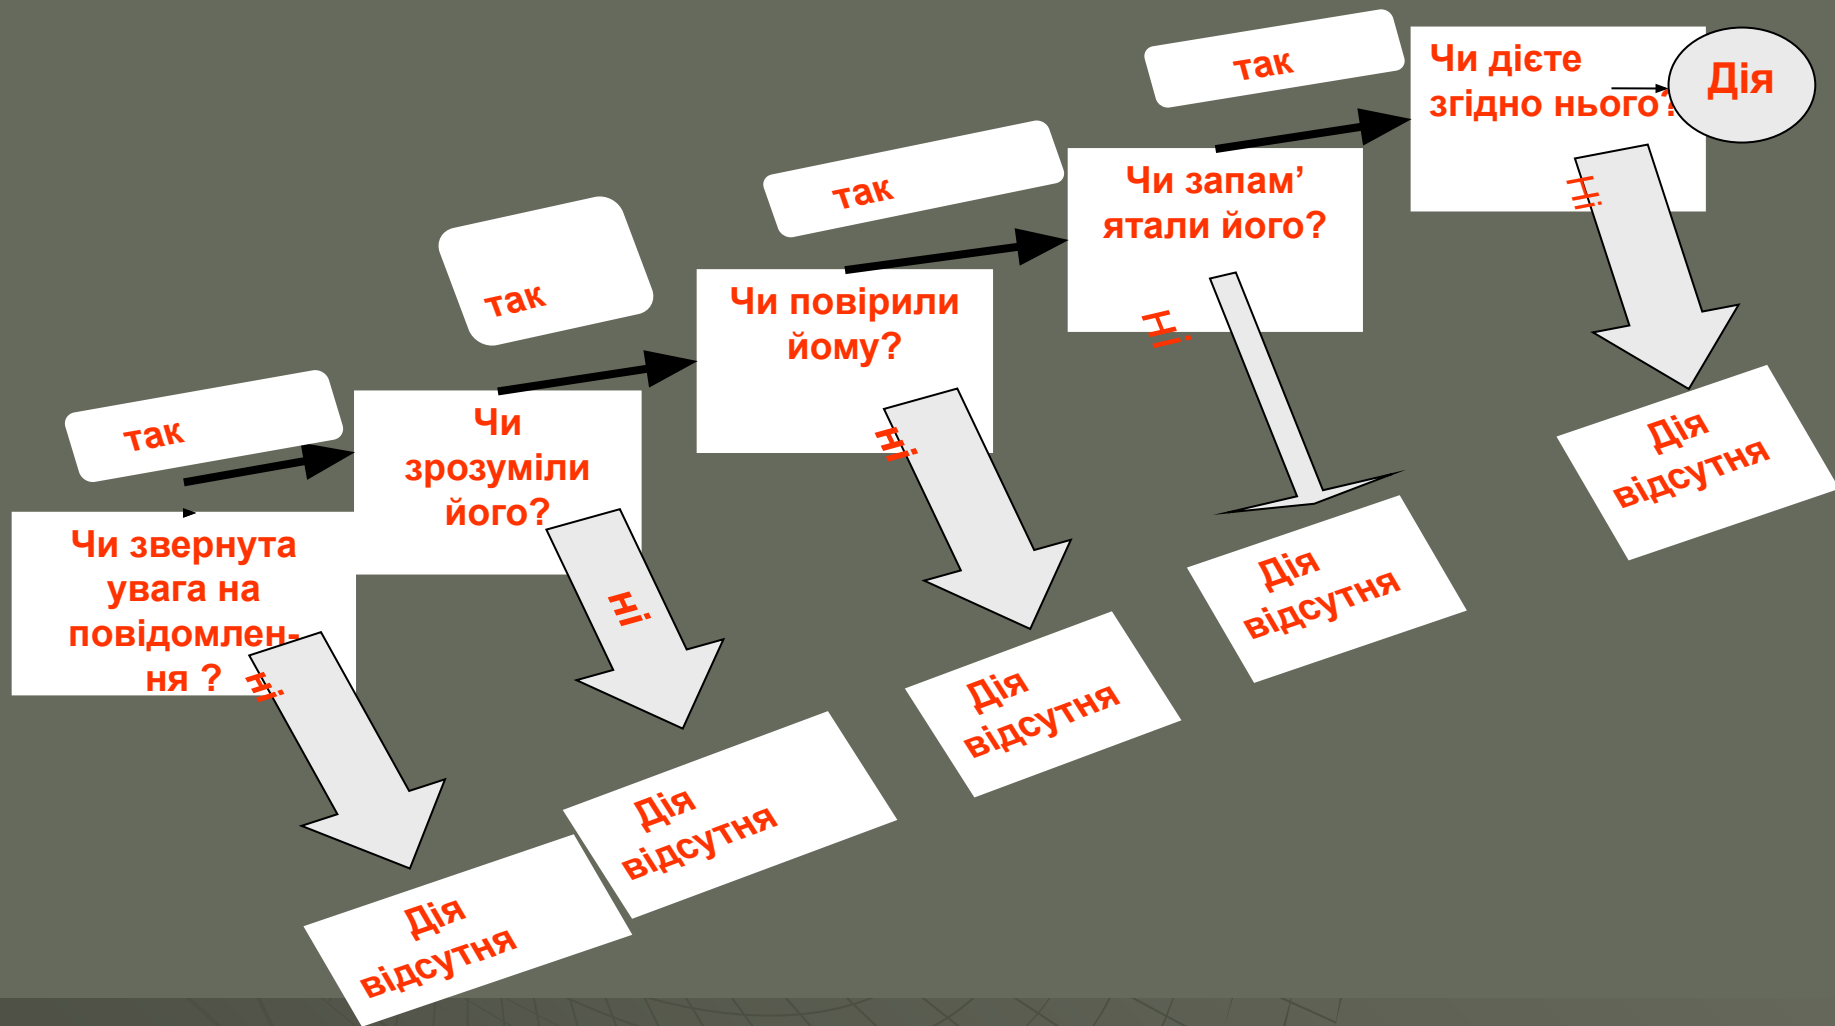 так
Чи дієте
згідно нього?
Дія
так
Чи запам’
ятали його?
Ні
так
Чи повірили
йому?
Ні
так
Чи
зрозуміли
його?
ні
так
Чи звернута
увага на
повідомлен-
ня ?
ні
ні
Дія
відсутня
Дія
відсутня
Дія
відсутня
Дія
відсутня
Дія
відсутня